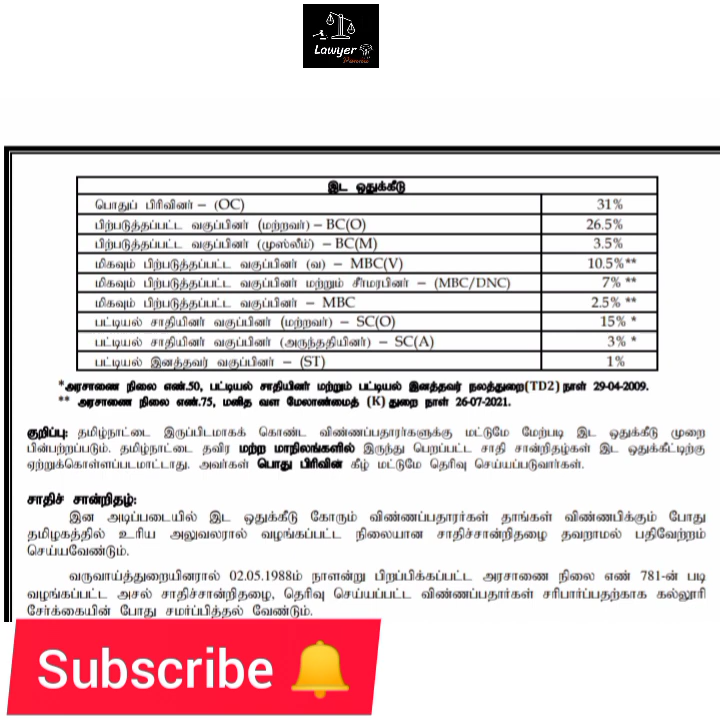 Lawyer
இட ஒதுக்கீடு
பொதுப் பிரிவினர் – (OC) 31%
பிற்படுத்தப்பட்ட வகுப்பினர் (மற்றவர்) – BC(O) 26.5%
பிற்படுத்தப்பட்ட வகுப்பினர் (முஸ்லீம்) – BC(M) 3.5%
மிகவும் பிற்படுத்தப்பட்ட வகுப்பினர் (வ) – MBC(V) 10.5%**
மிகவும் பிற்படுத்தப்பட்ட வகுப்பினர் மற்றும் சீர்மரபினர் – (MBC/DNC) 7% **
மிகவும் பிற்படுத்தப்பட்ட வகுப்பினர் – MBC 2.5% **
பட்டியல் சாதியினர் வகுப்பினர் (மற்றவர்) – SC(O) 15% *
பட்டியல் சாதியினர் வகுப்பினர் (அருந்ததியினர்) – SC(A) 3% *
பட்டியல் இனத்தவர் வகுப்பினர் – (ST) 1%
*அரசாணை நிலை எண்.50, பட்டியல் சாதியினர் மற்றும் பட்டியல் இனத்தவர் நலத்துறை(TD2) நாள் 29-04-2009.
** அரசாணை நிலை எண்.75, மனித வள மேலாண்மைத் (K) துறை நாள் 26-07-2021.
குறிப்பு: தமிழ்நாட்டை இருப்பிடமாகக் கொண்ட விண்ணப்பதாரர்களுக்கு மட்டுமே மேற்படி இட ஒதுக்கீடு முறை
பின்பற்றப்படும். தமிழ்நாட்டை தவிர மற்ற மாநிலங்களில் இருந்து பெறப்பட்ட சாதி சான்றிதழ்கள் இட ஒதுக்கீட்டிற்கு
ஏற்றுக்கொள்ளப்படமாட்டாது. அவர்கள் பொது பிரிவின் கீழ் மட்டுமே தெரிவு செய்யப்படுவார்கள்.
சாதிச் சான்றிதழ்:
இன அடிப்படையில் இட ஒதுக்கீடு கோரும் விண்ணப்பதாரர்கள் தாங்கள் விண்ணபிக்கும் போது
தமிழகத்தில் உரிய அலுவலரால் வழங்கப்பட்ட நிலையான சாதிச்சான்றிதழை தவறாமல் பதிவேற்றம்
செய்யவேண்டும்.
வருவாய்த்துறையினரால் 02.05.1988ம் நாளன்று பிறப்பிக்கப்பட்ட அரசாணை நிலை எண் 781-ன் படி
வழங்கப்பட்ட அசல் சாதிச்சான்றிதழை, தெரிவு செய்யப்பட்ட விண்ணப்பதார்கள் சரிபார்ப்பதற்காக கல்லூரி
சேர்க்கையின் போது சமர்ப்பித்தல் வேண்டும்.
Subscribe